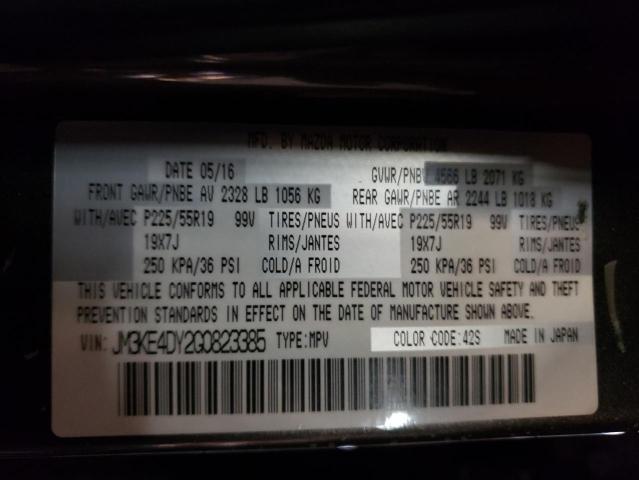 MFD. BY MAZDA MOTOR CORPORATION
DATE 05/16 GVWR/PNBV 4566 LB 2071 KG
FRONT GAWR/PNBE AV 2328 LB 1056 KG REAR GAWR/PNBE AR 2244 LB 1018 KG
WITH/AVEC P225/55R19 99V TIRES/PNEUS WITH/AVEC P225/55R19 99V TIRES/PNEUS
19X7J RIMS/JANTES 19X7J RIMS/JANTES
250 KPA/36 PSI COLD/A FROID 250 KPA/36 PSI COLD/A FROID
THIS VEHICLE CONFORMS TO ALL APPLICABLE FEDERAL MOTOR VEHICLE SAFETY AND THEFT
PREVENTION STANDARDS IN EFFECT ON THE DATE OF MANUFACTURE SHOWN ABOVE.
VIN: JM3KE4DY2G0823385 TYPE:MPV COLOR CODE:42S MADE IN JAPAN